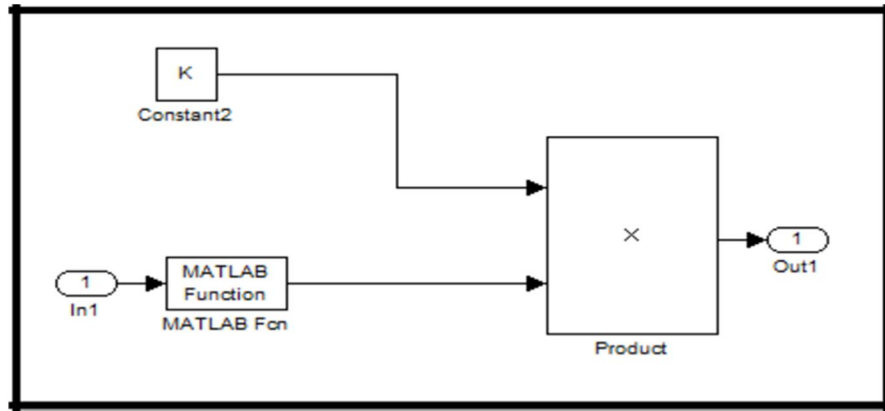 K
Constant2
1
In1
MATLAB
Function
MATLAB Fcn
×
Product
1
Out1